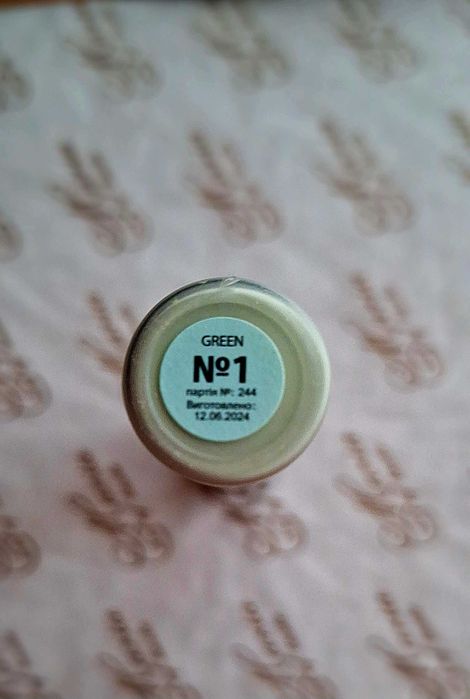 GREEN
№1
партія №: 244
Виготовлено:
12.06.2024